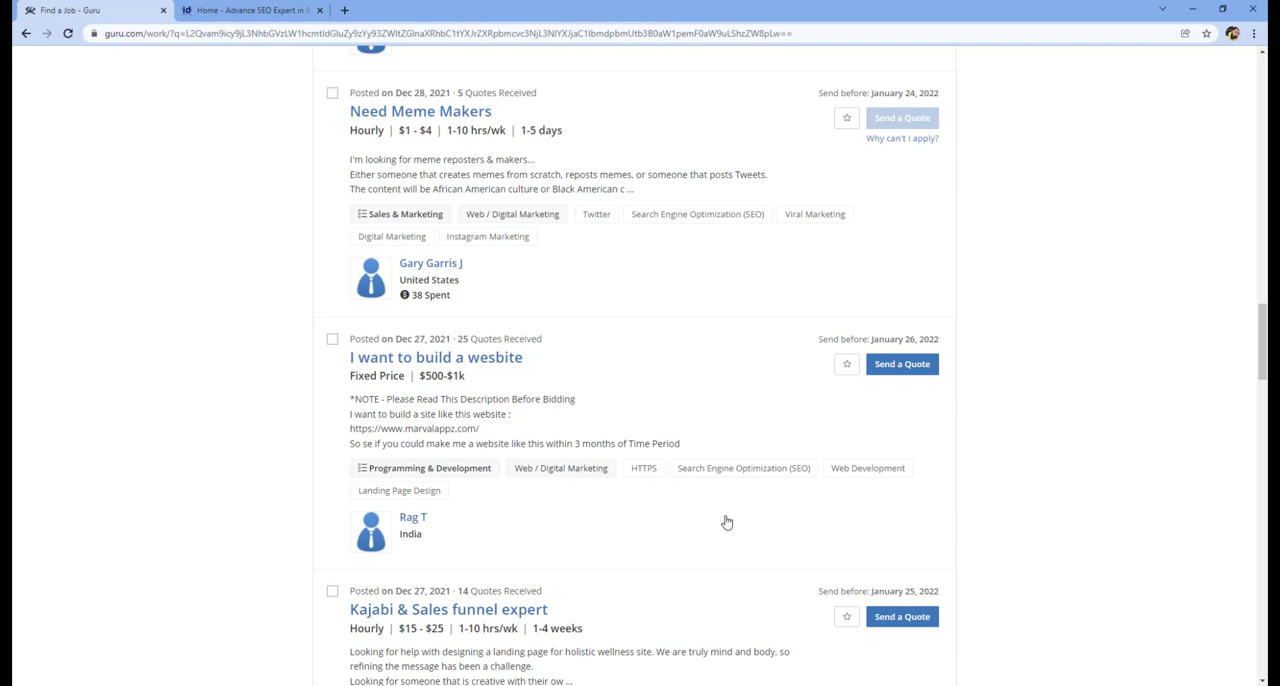 Find a Job - Guru
Home - Advance SEO Expert in
guru.com/work/?q=
Posted on Dec 28, 2021 · 5 Quotes Received
Send before: January 24, 2022
Need Meme Makers
Send a Quote
Hourly | $1 - $4 | 1-10 hrs/wk | 1-5 days
Why can't I apply?
I'm looking for meme reposters & makers...
Either someone that creates memes from scratch, reposts memes, or someone that posts Tweets.
The content will be African American culture or Black American c ...
Sales & Marketing Web / Digital Marketing Twitter Search Engine Optimization (SEO) Viral Marketing
Digital Marketing Instagram Marketing
Gary Garris J
United States
38 Spent
Posted on Dec 27, 2021 · 25 Quotes Received
Send before: January 26, 2022
I want to build a wesbite
Send a Quote
Fixed Price | $500-$1k
*NOTE - Please Read This Description Before Bidding
I want to build a site like this website :
https://www.marvalappz.com/
So se if you could make me a website like this within 3 months of Time Period
Programming & Development Web / Digital Marketing HTTPS Search Engine Optimization (SEO) Web Development
Landing Page Design
Rag T
India
Posted on Dec 27, 2021 · 14 Quotes Received
Send before: January 25, 2022
Kajabi & Sales funnel expert
Send a Quote
Hourly | $15 - $25 | 1-10 hrs/wk | 1-4 weeks
Looking for help with designing a landing page for holistic wellness site. We are truly mind and body, so
refining the message has been a challenge.
Looking for someone that is creative with their ow ...